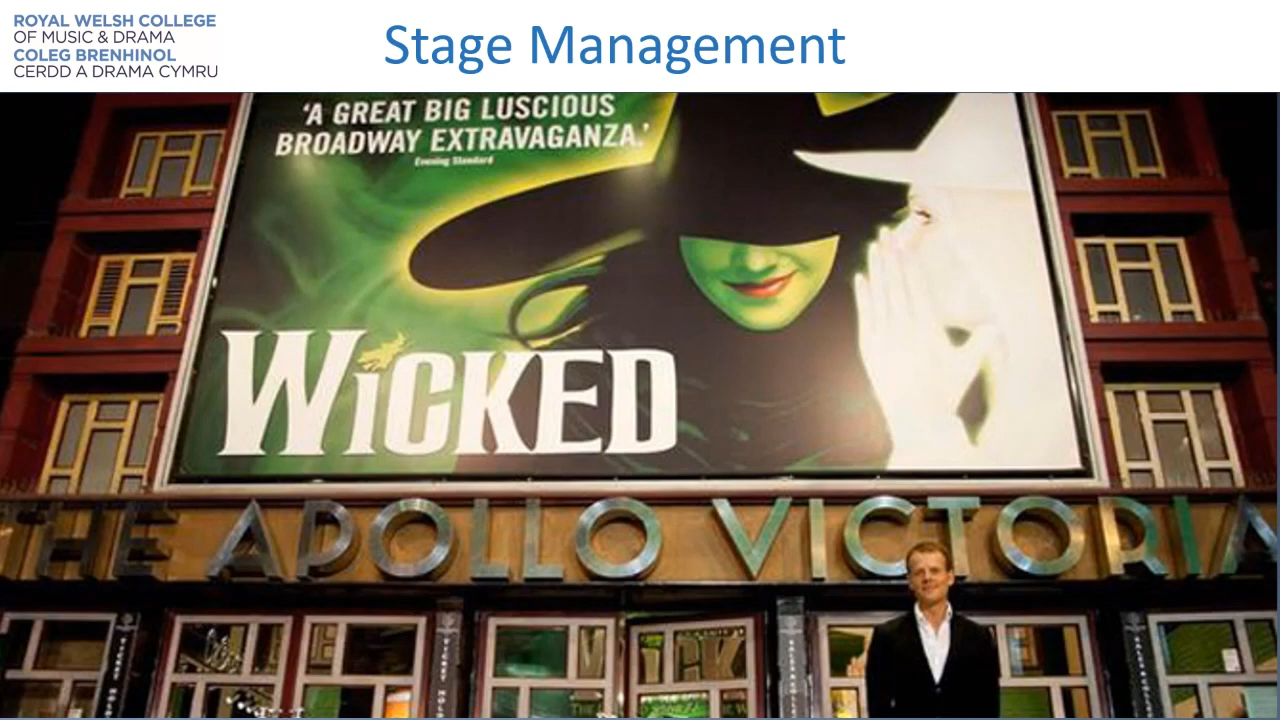 ROYAL WELSH COLLEGE
OF MUSIC & DRAMA
COLEG BRENHINOL
CERDD A DRAMA CYMRU
Stage Management
‘A GREAT BIG LUSCIOUS
BROADWAY EXTRAVAGANZA.’
Evening Standard
WiCKED
THE APOLLO VICTORIA